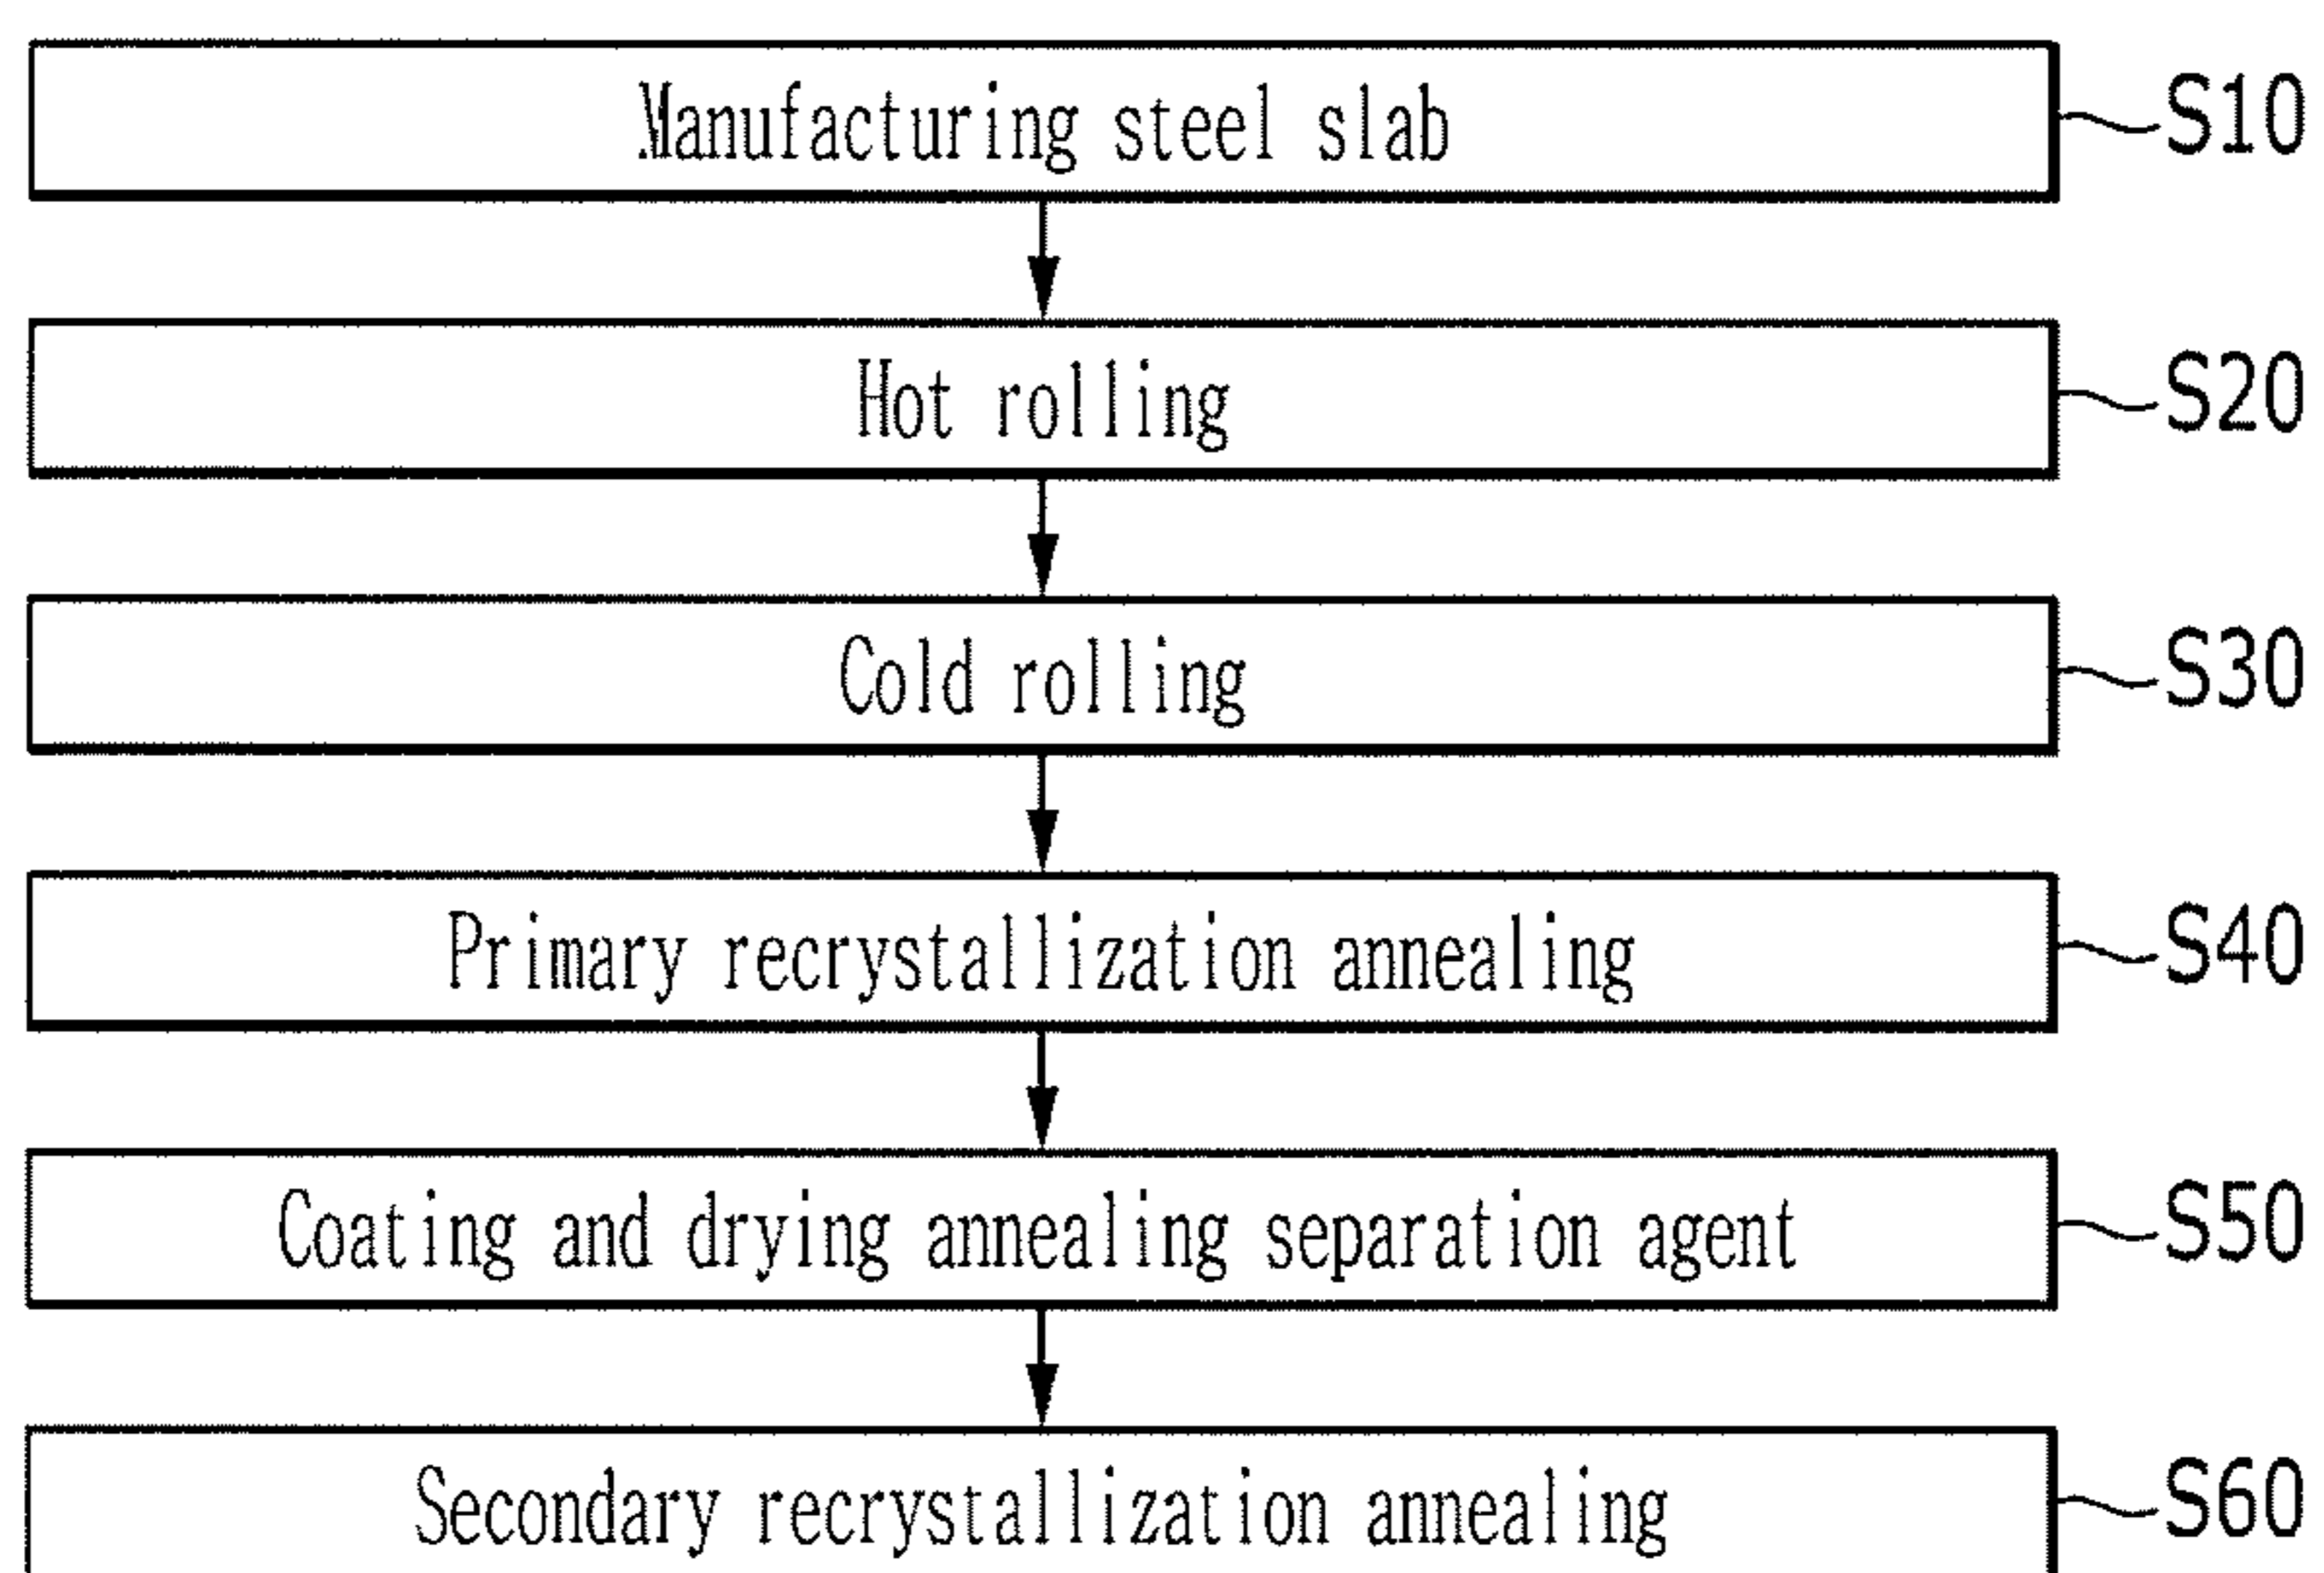 Manufacturing steel slab S10
Hot rolling S20
Cold rolling S30
Primary recrystallization annealing S40
Coating and drying annealing separation agent S50
Secondary recrystallization annealing S60